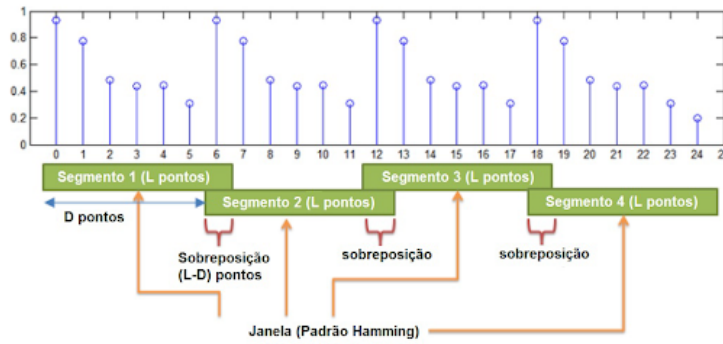 1
0.8
0.6
0.4
0.2
0
0 1 2 3 4 5 6 7 8 9 10 11 12 13 14 15 16 17 18 19 20 21 22 23 24 2
Segmento 1 (L pontos) Segmento 3 (L pontos)
Segmento 2 (L pontos) Segmento 4 (L pontos)
D pontos
Sobreposição
(L-D) pontos
sobreposição
sobreposição
Janela (Padrão Hamming)